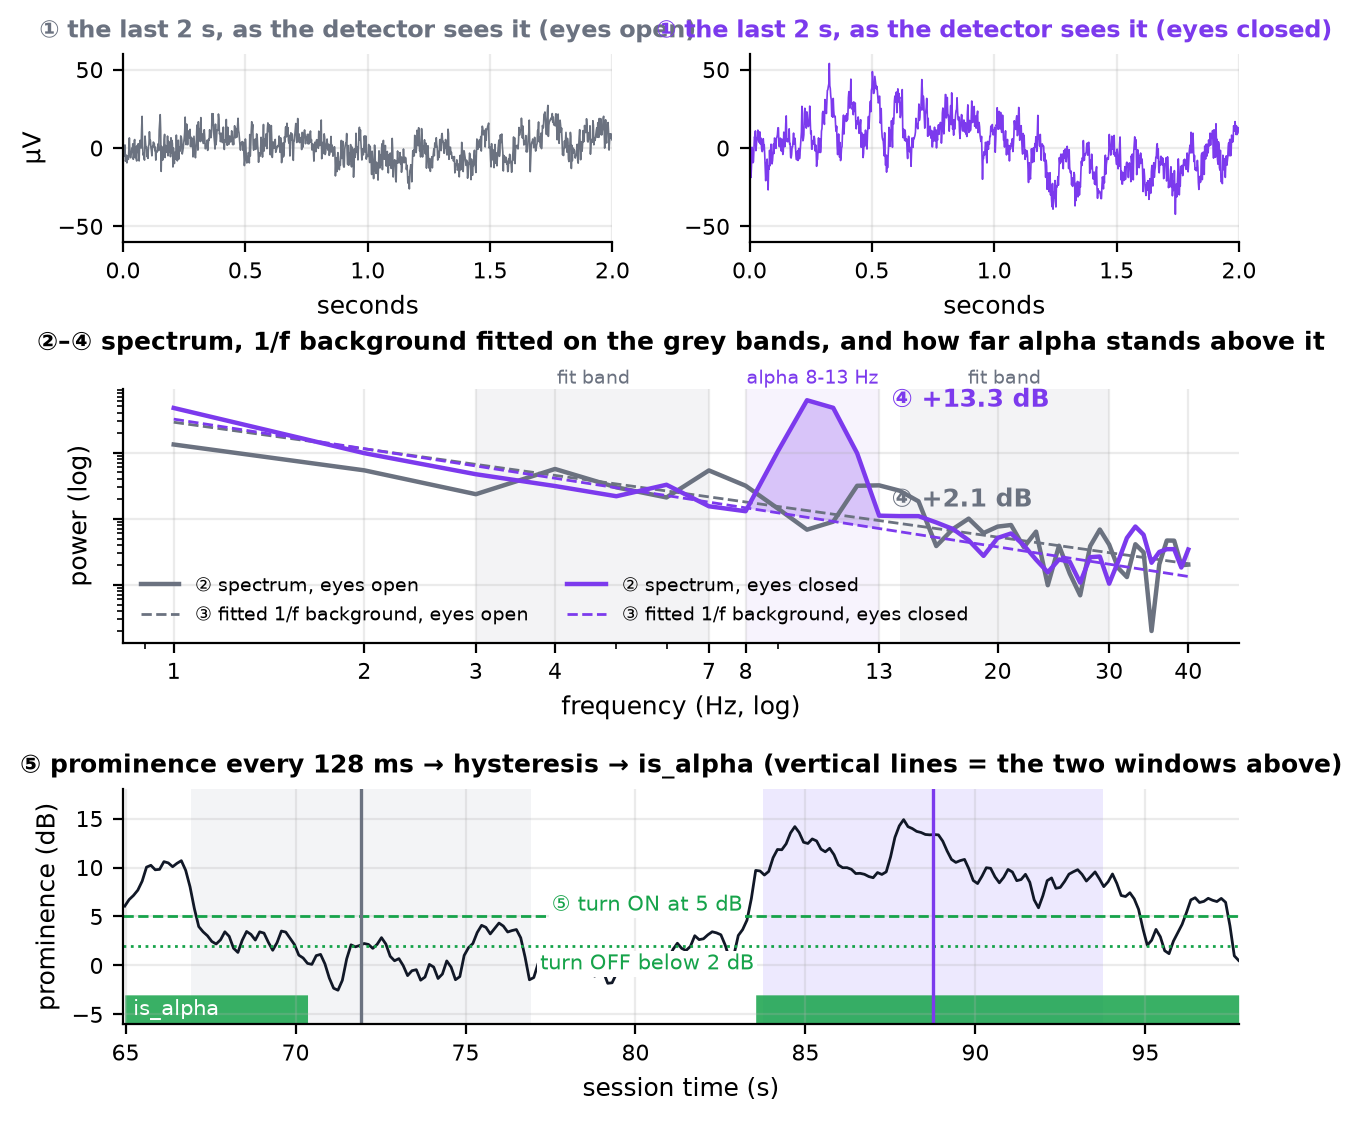 ① the last 2 s, as the detector sees it (eyes open)
① the last 2 s, as the detector sees it (eyes closed)
50
0
−50
µV
0.0 0.5 1.0 1.5 2.0
seconds
50
0
−50
0.0 0.5 1.0 1.5 2.0
seconds
②–④ spectrum, 1/f background fitted on the grey bands, and how far alpha stands above it
fit band
alpha 8-13 Hz
fit band
④ +13.3 dB
④ +2.1 dB
power (log)
② spectrum, eyes open
③ fitted 1/f background, eyes open
② spectrum, eyes closed
③ fitted 1/f background, eyes closed
1 2 3 4 7 8 13 20 30 40
frequency (Hz, log)
⑤ prominence every 128 ms → hysteresis → is_alpha (vertical lines = the two windows above)
prominence (dB)
15
10
5
0
−5
⑤ turn ON at 5 dB
turn OFF below 2 dB
is_alpha
65 70 75 80 85 90 95
session time (s)